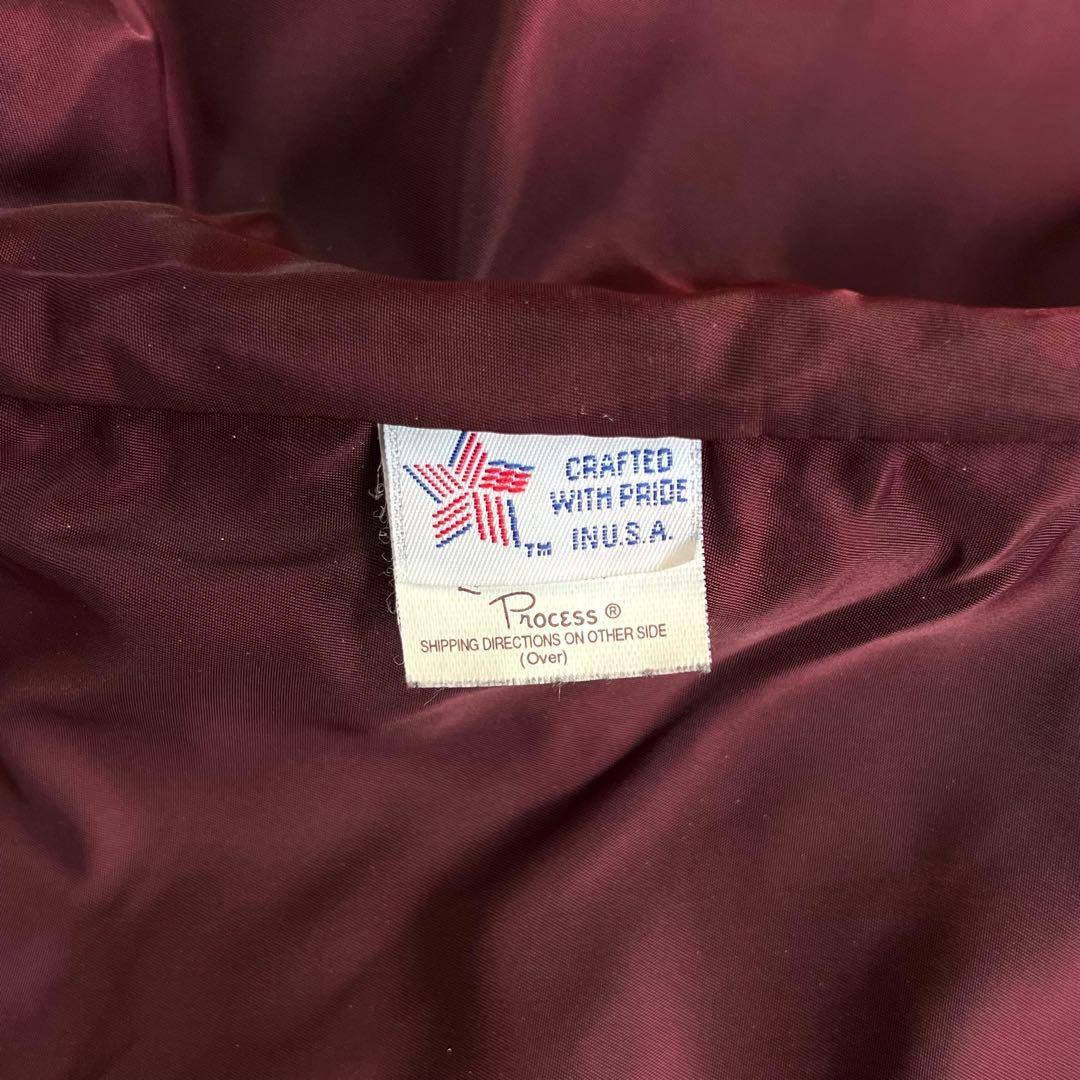 CRAFTED
WITH PRIDE
IN U.S.A.
TM
Process ®
SHIPPING DIRECTIONS ON OTHER SIDE
(Over)